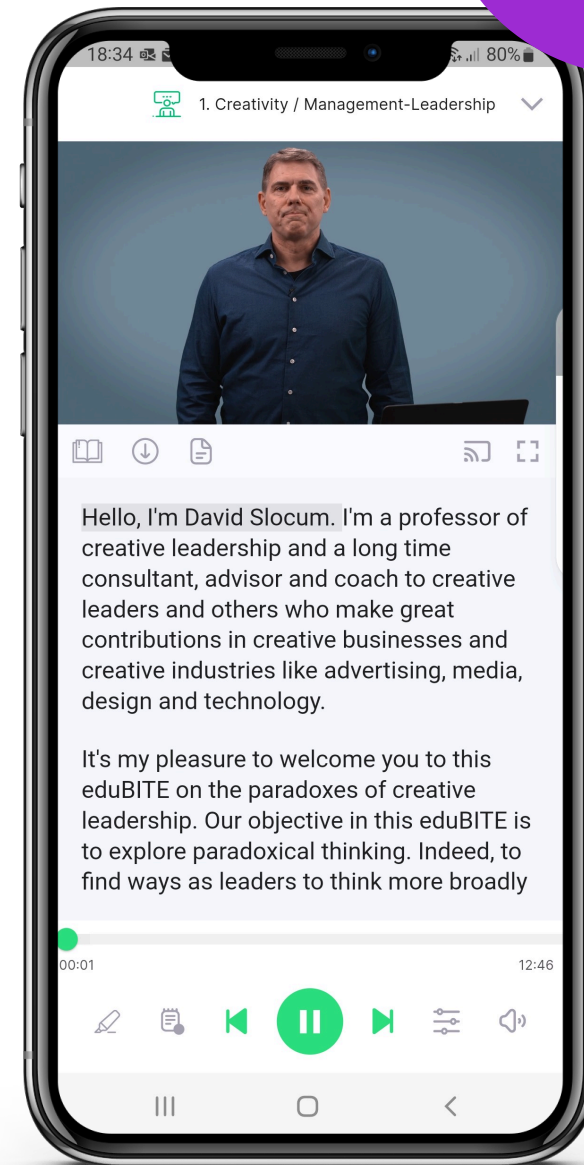 18:34
80%
1. Creativity / Management-Leadership
Hello, I'm David Slocum. I'm a professor of
creative leadership and a long time
consultant, advisor and coach to creative
leaders and others who make great
contributions in creative businesses and
creative industries like advertising, media,
design and technology.
It's my pleasure to welcome you to this
eduBITE on the paradoxes of creative
leadership. Our objective in this eduBITE is
to explore paradoxical thinking. Indeed, to
find ways as leaders to think more broadly
00:01
12:46